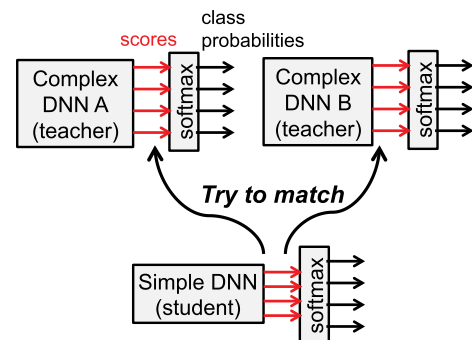 class
scores probabilities
Complex
DNN A
(teacher)
softmax
Complex
DNN B
(teacher)
softmax
Try to match
Simple DNN
(student)
softmax